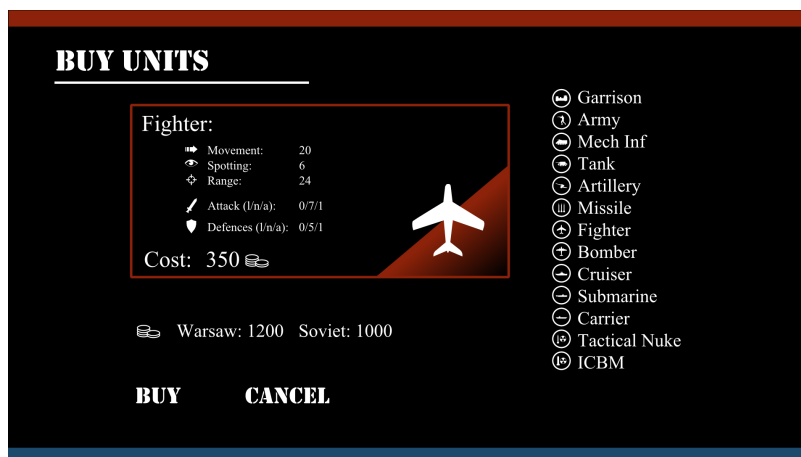 BUY UNITS
Fighter:
Movement: 20
Spotting: 6
Range: 24
Attack (l/n/a): 0/7/1
Defences (l/n/a): 0/5/1
Cost: 350
Warsaw: 1200 Soviet: 1000
BUY CANCEL
Garrison
Army
Mech Inf
Tank
Artillery
Missile
Fighter
Bomber
Cruiser
Submarine
Carrier
Tactical Nuke
ICBM